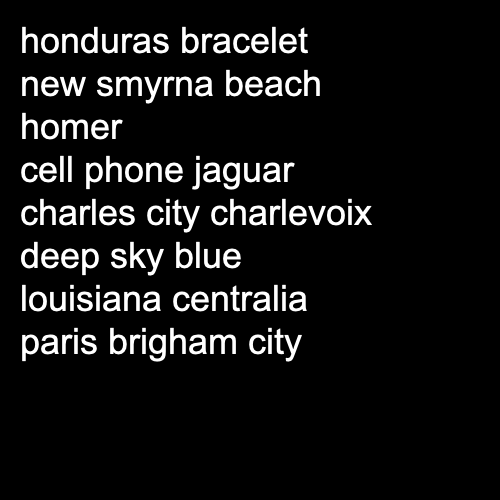 honduras bracelet
new smyrna beach
homer
cell phone jaguar
charles city charlevoix
deep sky blue
louisiana centralia
paris brigham city